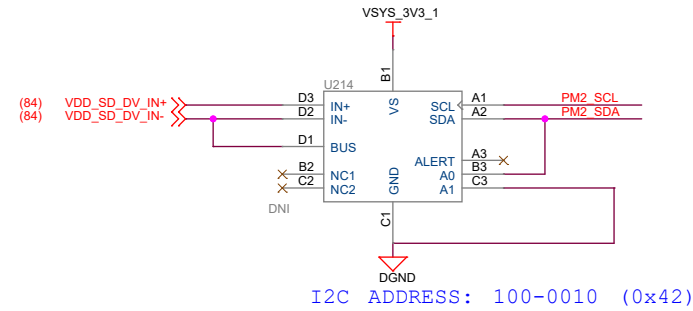 VSYS_3V3_1
U214
B1
(84) VDD_SD_DV_IN+ D3 IN+ VS SCL A1 PM2_SCL
(84) VDD_SD_DV_IN- D2 IN- SDA A2 PM2_SDA
D1 BUS
ALERT A3
B2 NC1 A0 B3
C2 NC2 GND A1 C3
DNI
C1
DGND
I2C ADDRESS: 100-0010 (0x42)